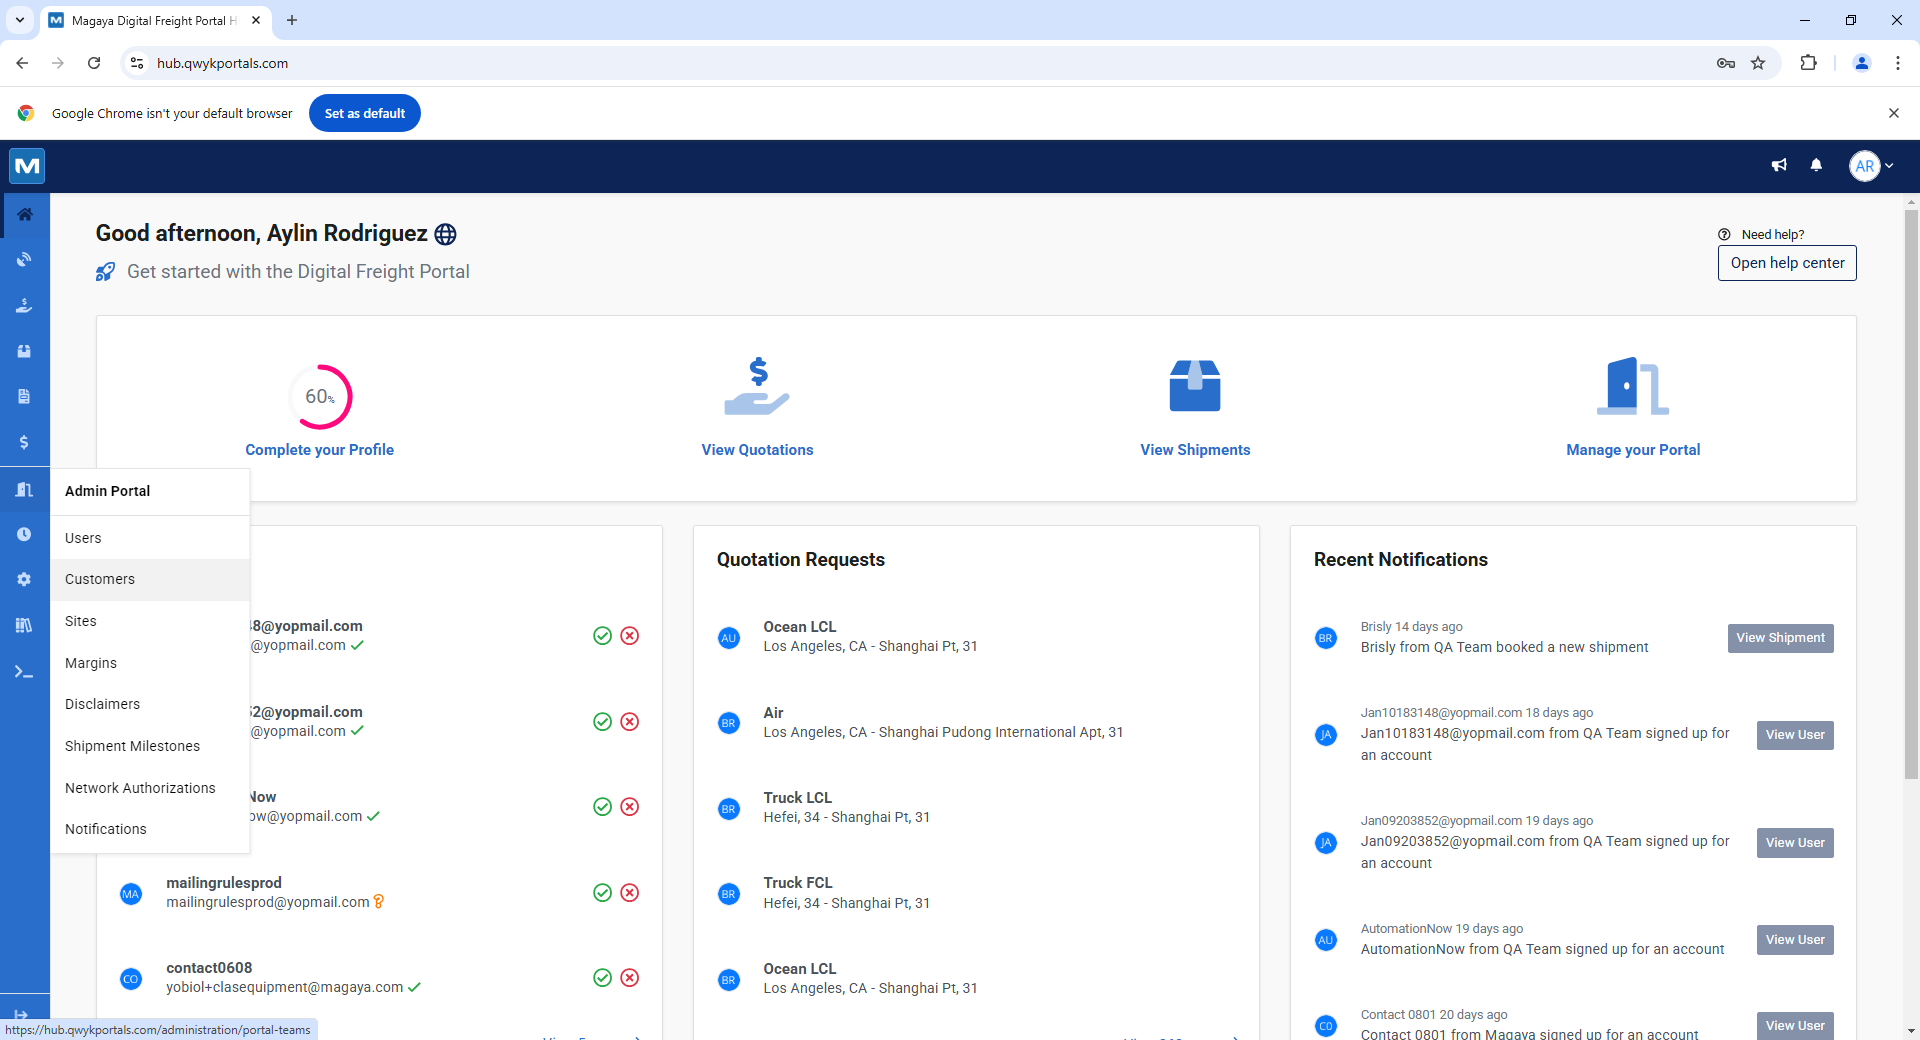 Magaya Digital Freight Portal H
hub.qwykportals.com
Google Chrome isn't your default browser
Set as default
M
AR
Good afternoon, Aylin Rodriguez
Get started with the Digital Freight Portal
Need help?
Open help center
60%
Complete your Profile
View Quotations
View Shipments
Manage your Portal
Admin Portal
Users
Customers
Sites
Margins
Disclaimers
Shipment Milestones
Network Authorizations
Notifications
48@yopmail.com
@yopmail.com
52@yopmail.com
@yopmail.com
Now
ow@yopmail.com
MA
mailingrulesprod
mailingrulesprod@yopmail.com
CO
contact0608
yobiol+clasequipment@magaya.com
Quotation Requests
AU
Ocean LCL
Los Angeles, CA - Shanghai Pt, 31
BR
Air
Los Angeles, CA - Shanghai Pudong International Apt, 31
BR
Truck LCL
Hefei, 34 - Shanghai Pt, 31
BR
Truck FCL
Hefei, 34 - Shanghai Pt, 31
BR
Ocean LCL
Los Angeles, CA - Shanghai Pt, 31
Recent Notifications
BR
Brisly 14 days ago
Brisly from QA Team booked a new shipment
View Shipment
JA
Jan10183148@yopmail.com 18 days ago
Jan10183148@yopmail.com from QA Team signed up for
an account
View User
JA
Jan09203852@yopmail.com 19 days ago
Jan09203852@yopmail.com from QA Team signed up for
an account
View User
AU
AutomationNow 19 days ago
AutomationNow from QA Team signed up for an account
View User
C0
Contact 0801 20 days ago
Contact 0801 from Magaya signed up for an account
View User
https://hub.qwykportals.com/administration/portal-teams